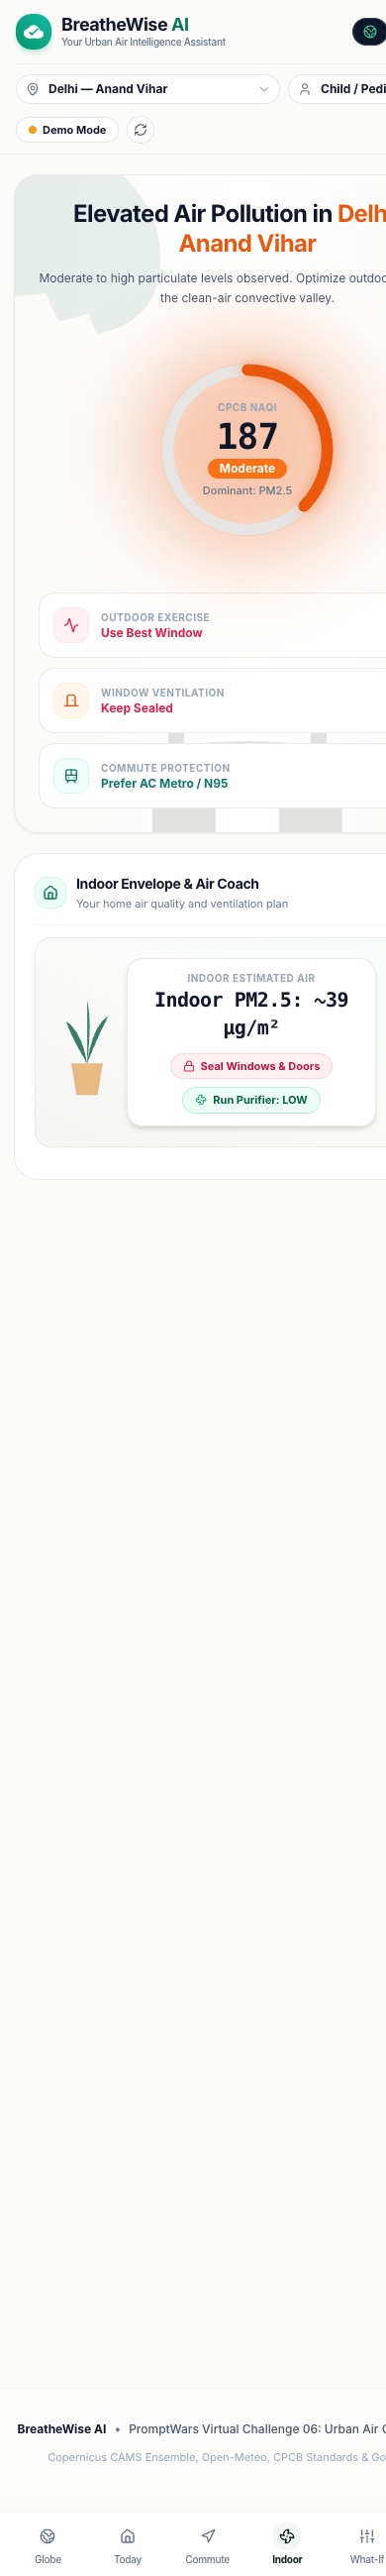 BreatheWise AI
Your Urban Air Intelligence Assistant
Delhi — Anand Vihar
Child / Pedi
Demo Mode
Elevated Air Pollution in Delh
Anand Vihar
Moderate to high particulate levels observed. Optimize outdoo
the clean-air convective valley.
CPCB NAQI
187
Moderate
Dominant: PM2.5
OUTDOOR EXERCISE
Use Best Window
WINDOW VENTILATION
Keep Sealed
COMMUTE PROTECTION
Prefer AC Metro / N95
Indoor Envelope & Air Coach
Your home air quality and ventilation plan
INDOOR ESTIMATED AIR
Indoor PM2.5: ~39
µg/m³
Seal Windows & Doors
Run Purifier: LOW
BreatheWise AI • PromptWars Virtual Challenge 06: Urban Air
Copernicus CAMS Ensemble, Open-Meteo, CPCB Standards & Go
Globe
Today
Commute
Indoor
What-If